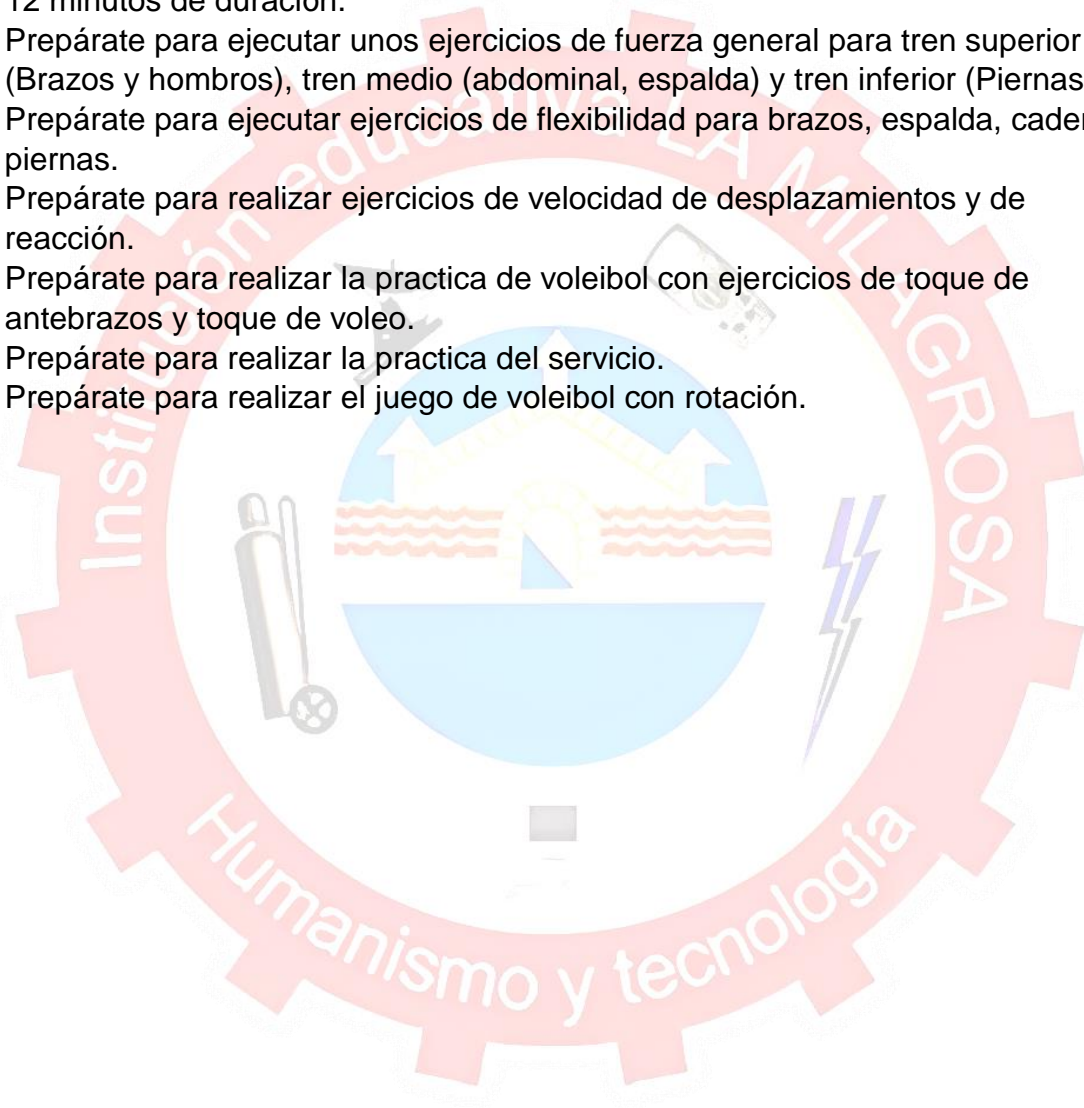 12 minutos de duración.
Prepárate para ejecutar unos ejercicios de fuerza general para tren superior
(Brazos y hombros), tren medio (abdominal, espalda) y tren inferior (Piernas
Prepárate para ejecutar ejercicios de flexibilidad para brazos, espalda,
piernas.
Prepárate para realizar ejercicios de velocidad de desplazamientos y de
reacción.
Prepárate para realizar la practica de voleibol con ejercicios de toque de
antebrazos y toque de voleo.
Prepárate para realizar la practica del servicio.
Prepárate para realizar el juego de voleibol con rotación.
Institusión educativa LA MILAGROSA
Humanismo y tecnología